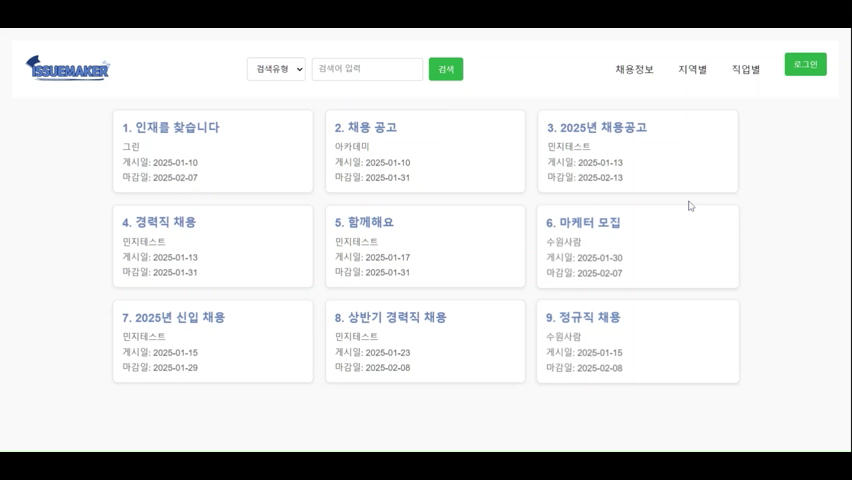 ISSUEMAKER
검색유형
검색어 입력
검색
채용정보
지역별
직업별
로그인
1. 인재를 찾습니다
그린
게시일: 2025-01-10
마감일: 2025-02-07
2. 채용 공고
아카데미
게시일: 2025-01-10
마감일: 2025-01-31
3. 2025년 채용공고
민지테스트
게시일: 2025-01-13
마감일: 2025-02-13
4. 경력직 채용
민지테스트
게시일: 2025-01-13
마감일: 2025-01-31
5. 함께해요
민지테스트
게시일: 2025-01-17
마감일: 2025-01-31
6. 마케터 모집
수원사람
게시일: 2025-01-30
마감일: 2025-02-07
7. 2025년 신입 채용
민지테스트
게시일: 2025-01-15
마감일: 2025-01-29
8. 상반기 경력직 채용
민지테스트
게시일: 2025-01-23
마감일: 2025-02-08
9. 정규직 채용
수원사람
게시일: 2025-01-15
마감일: 2025-02-08